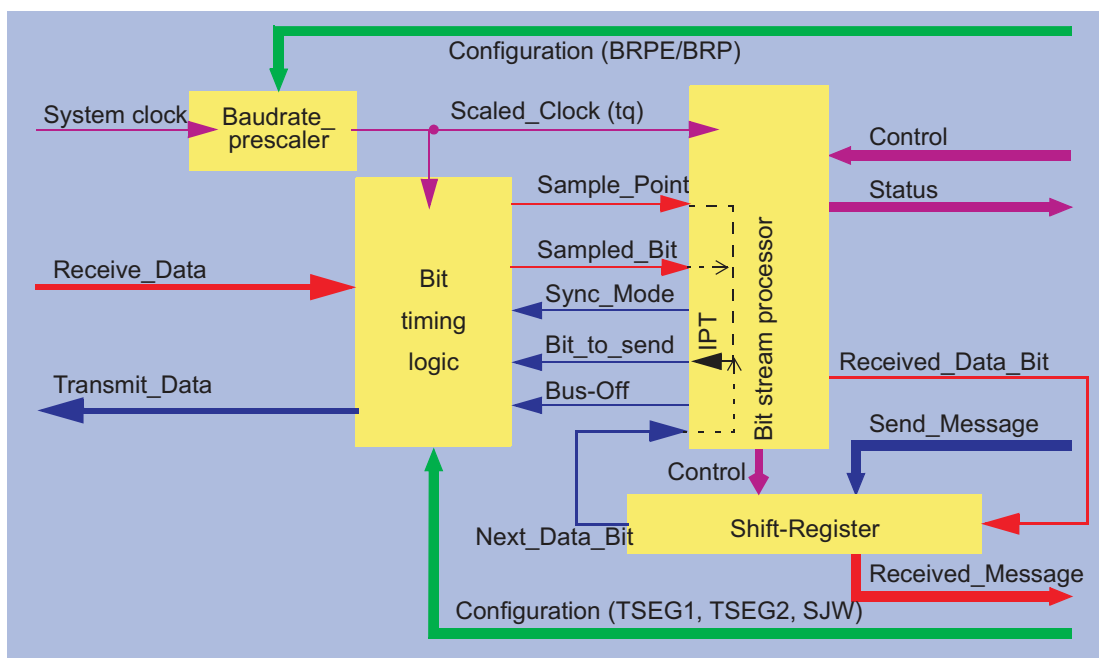 Configuration (BRPE/BRP)
System clock
Baudrate_
prescaler
Scaled_Clock (tq)
Control
Status
Sample_Point
Sampled_Bit
Receive_Data
Bit
timing
logic
Sync_Mode
Bit_to_send
Bus-Off
IPT
Bit stream processor
Transmit_Data
Received_Data_Bit
Send_Message
Control
Next_Data_Bit
Shift-Register
Received_Message
Configuration (TSEG1, TSEG2, SJW)